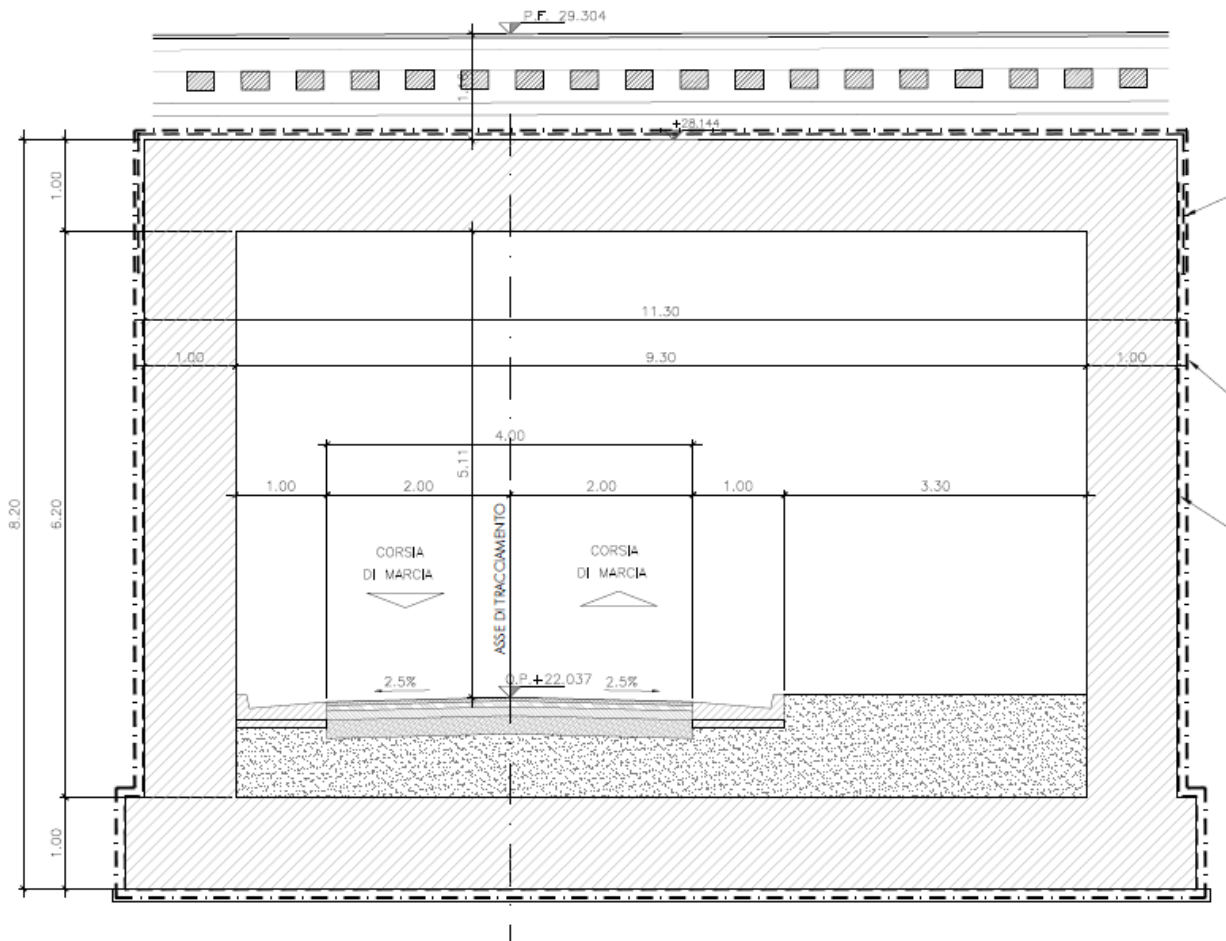 P.F. 29.304
+28.144
1.00
11.30
1.00
9.30
1.00
4.00
5.11
1.00
2.00
2.00
1.00
3.30
8.20
6.20
ASSE DI TRACCIAMENTO
CORSIA
DI MARCIA
CORSIA
DI MARCIA
2.5%
Q.P.+22.037
2.5%
1.00